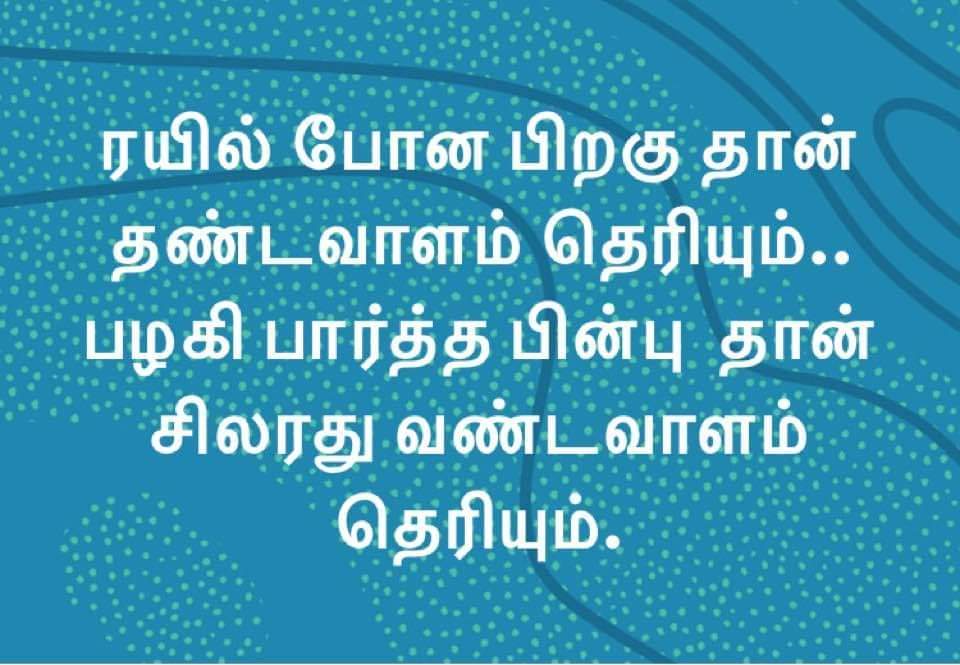 ரயில் போன பிறகு தான்
தண்டவாளம் தெரியும்..
பழகி பார்த்த பின்பு தான்
சிலரது வண்டவாளம்
தெரியும்.